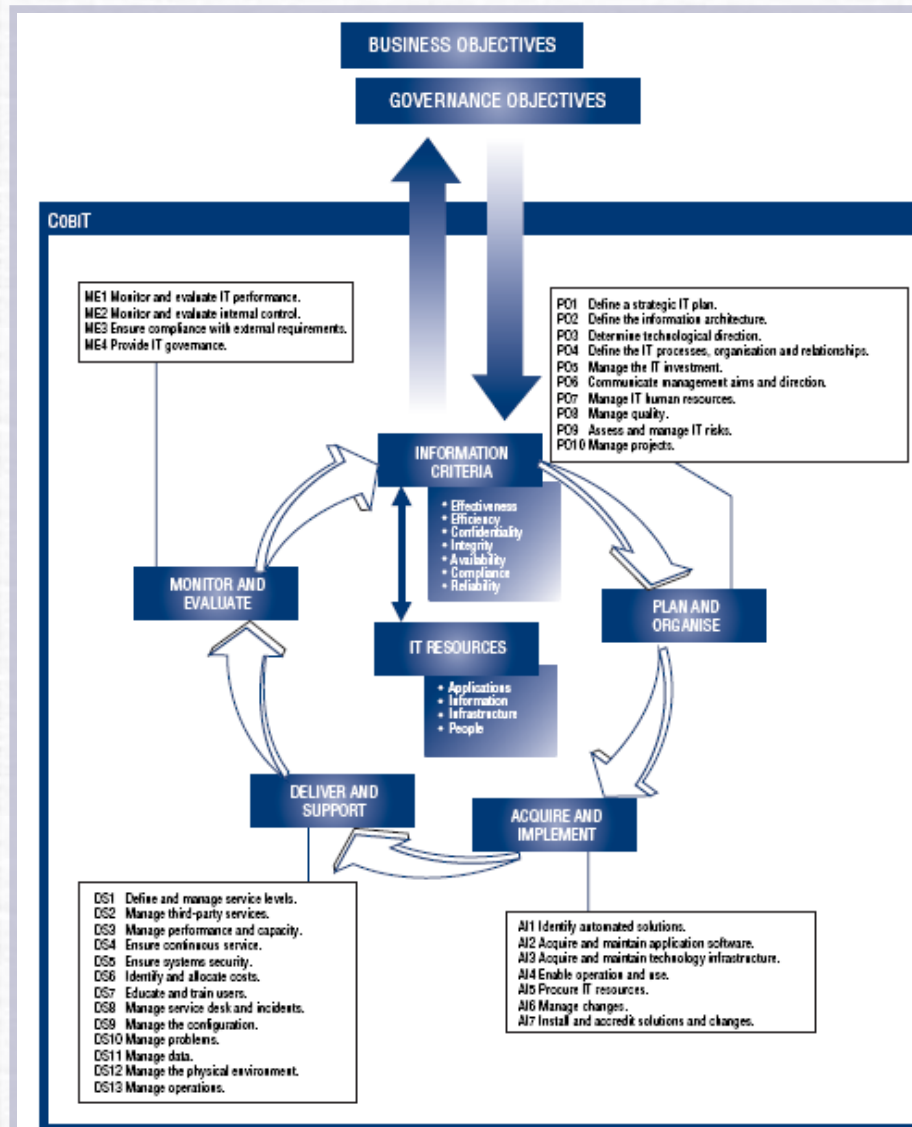 BUSINESS OBJECTIVES
GOVERNANCE OBJECTIVES
COBIT
ME1 Monitor and evaluate IT performance.
ME2 Monitor and evaluate internal control.
ME3 Ensure compliance with external requirements.
ME4 Provide IT governance.
PO1 Define a strategic IT plan.
PO2 Define the information architecture.
PO3 Determine technological direction.
PO4 Define the IT processes, organisation and relationships.
PO5 Manage the IT investment.
PO6 Communicate management aims and direction.
PO7 Manage IT human resources.
PO8 Manage quality.
PO9 Assess and manage IT risks.
PO10 Manage projects.
INFORMATION
CRITERIA
• Effectiveness
• Efficiency
• Confidentiality
• Integrity
• Availability
• Compliance
• Reliability
MONITOR AND
EVALUATE
PLAN AND
ORGANISE
IT RESOURCES
• Applications
• Information
• Infrastructure
• People
DELIVER AND
SUPPORT
ACQUIRE AND
IMPLEMENT
DS1 Define and manage service levels.
DS2 Manage third-party services.
DS3 Manage performance and capacity.
DS4 Ensure continuous service.
DS5 Ensure systems security.
DS6 Identify and allocate costs.
DS7 Educate and train users.
DS8 Manage service desk and incidents.
DS9 Manage the configuration.
DS10 Manage problems.
DS11 Manage data.
DS12 Manage the physical environment.
DS13 Manage operations.
AI1 Identify automated solutions.
AI2 Acquire and maintain application software.
AI3 Acquire and maintain technology infrastructure.
AI4 Enable operation and use.
AI5 Procure IT resources.
AI6 Manage changes.
AI7 Install and accredit solutions and changes.